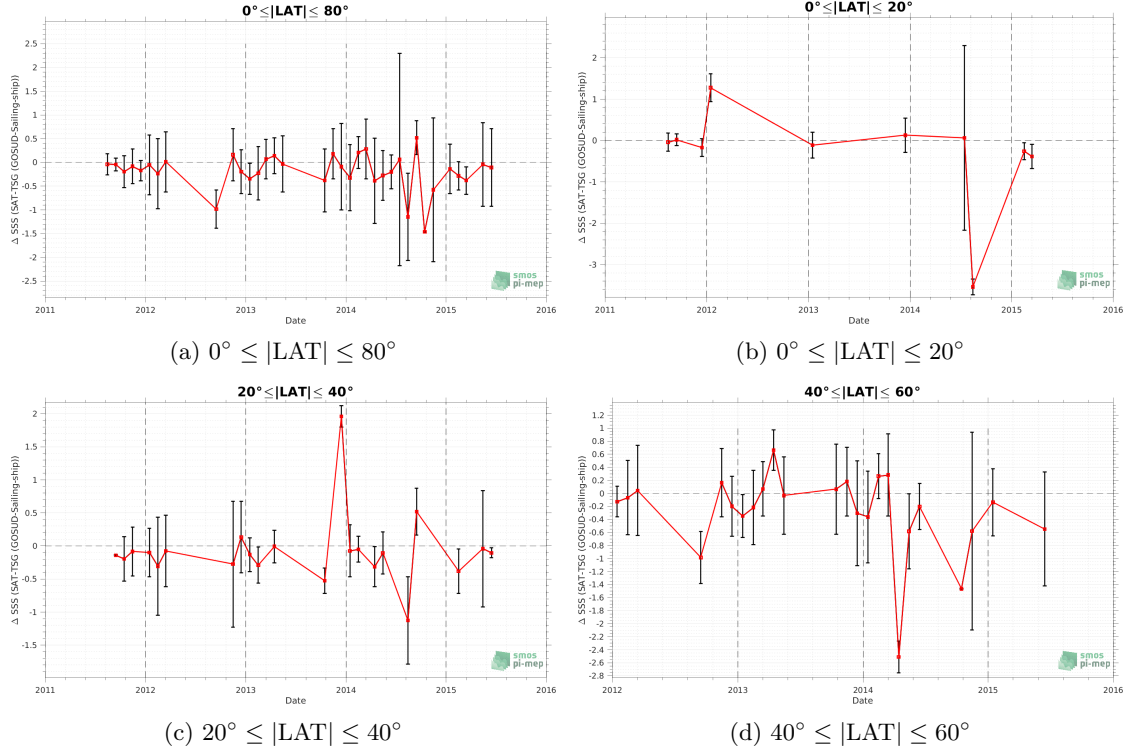 0°≤|LAT|≤ 80°
Δ SSS (SAT-TSG (GOSUD-Sailing-ship))
2.5
2
1.5
1
0.5
0
-0.5
-1
-1.5
-2
-2.5
2011
2012
2013
2014
2015
2016
Date
smos
pi-mep
(a) 0° ≤ |LAT| ≤ 80°
0°≤|LAT|≤ 20°
Δ SSS (SAT-TSG (GOSUD-Sailing-ship))
2
1
0
-1
-2
-3
2011
2012
2013
2014
2015
2016
Date
smos
pi-mep
(b) 0° ≤ |LAT| ≤ 20°
20°≤|LAT|≤ 40°
Δ SSS (SAT-TSG (GOSUD-Sailing-ship))
2
1.5
1
0.5
0
-0.5
-1
-1.5
2011
2012
2013
2014
2015
2016
Date
smos
pi-mep
(c) 20° ≤ |LAT| ≤ 40°
40°≤|LAT|≤ 60°
Δ SSS (SAT-TSG (GOSUD-Sailing-ship))
1.2
1
0.8
0.6
0.4
0.2
0
-0.2
-0.4
-0.6
-0.8
-1
-1.2
-1.4
-1.6
-1.8
-2
-2.2
-2.4
-2.6
-2.8
2012
2013
2014
2015
2016
Date
smos
pi-mep
(d) 40° ≤ |LAT| ≤ 60°